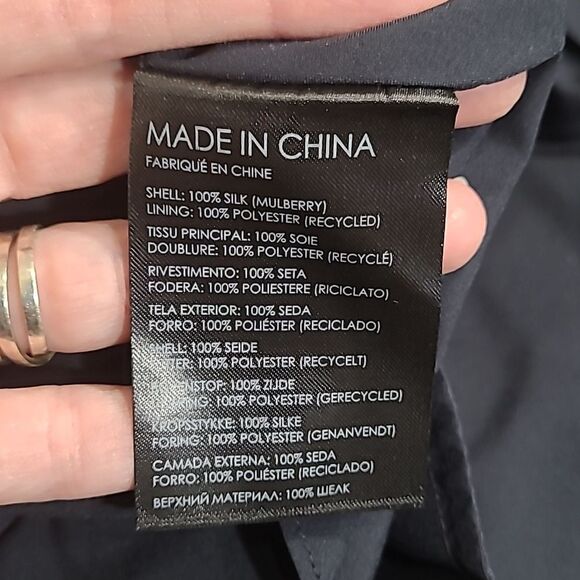 MADE IN CHINA
FABRIQUÉ EN CHINE
SHELL: 100% SILK (MULBERRY)
LINING: 100% POLYESTER (RECYCLED)
TISSU PRINCIPAL: 100% SOIE
DOUBLURE: 100% POLYESTER (RECYCLÉ)
RIVESTIMENTO: 100% SETA
FODERA: 100% POLIESTERE (RICICLATO)
TELA EXTERIOR: 100% SEDA
FORRO: 100% POLIÉSTER (RECICLADO)
SHELL: 100% SEIDE
100% POLYESTER (RECYCELT)
100% ZIJDE
100% POLYESTER (GERECYCLED)
KROPSSTYKKE: 100% SILKE
FORING: 100% POLYESTER (GENANVENDT)
CAMADA EXTERNA: 100% SEDA
FORRO: 100% POLIÉSTER (RECICLADO)
ВЕРХНИЙ МАТЕРИАЛ: 100% ШЕЛК